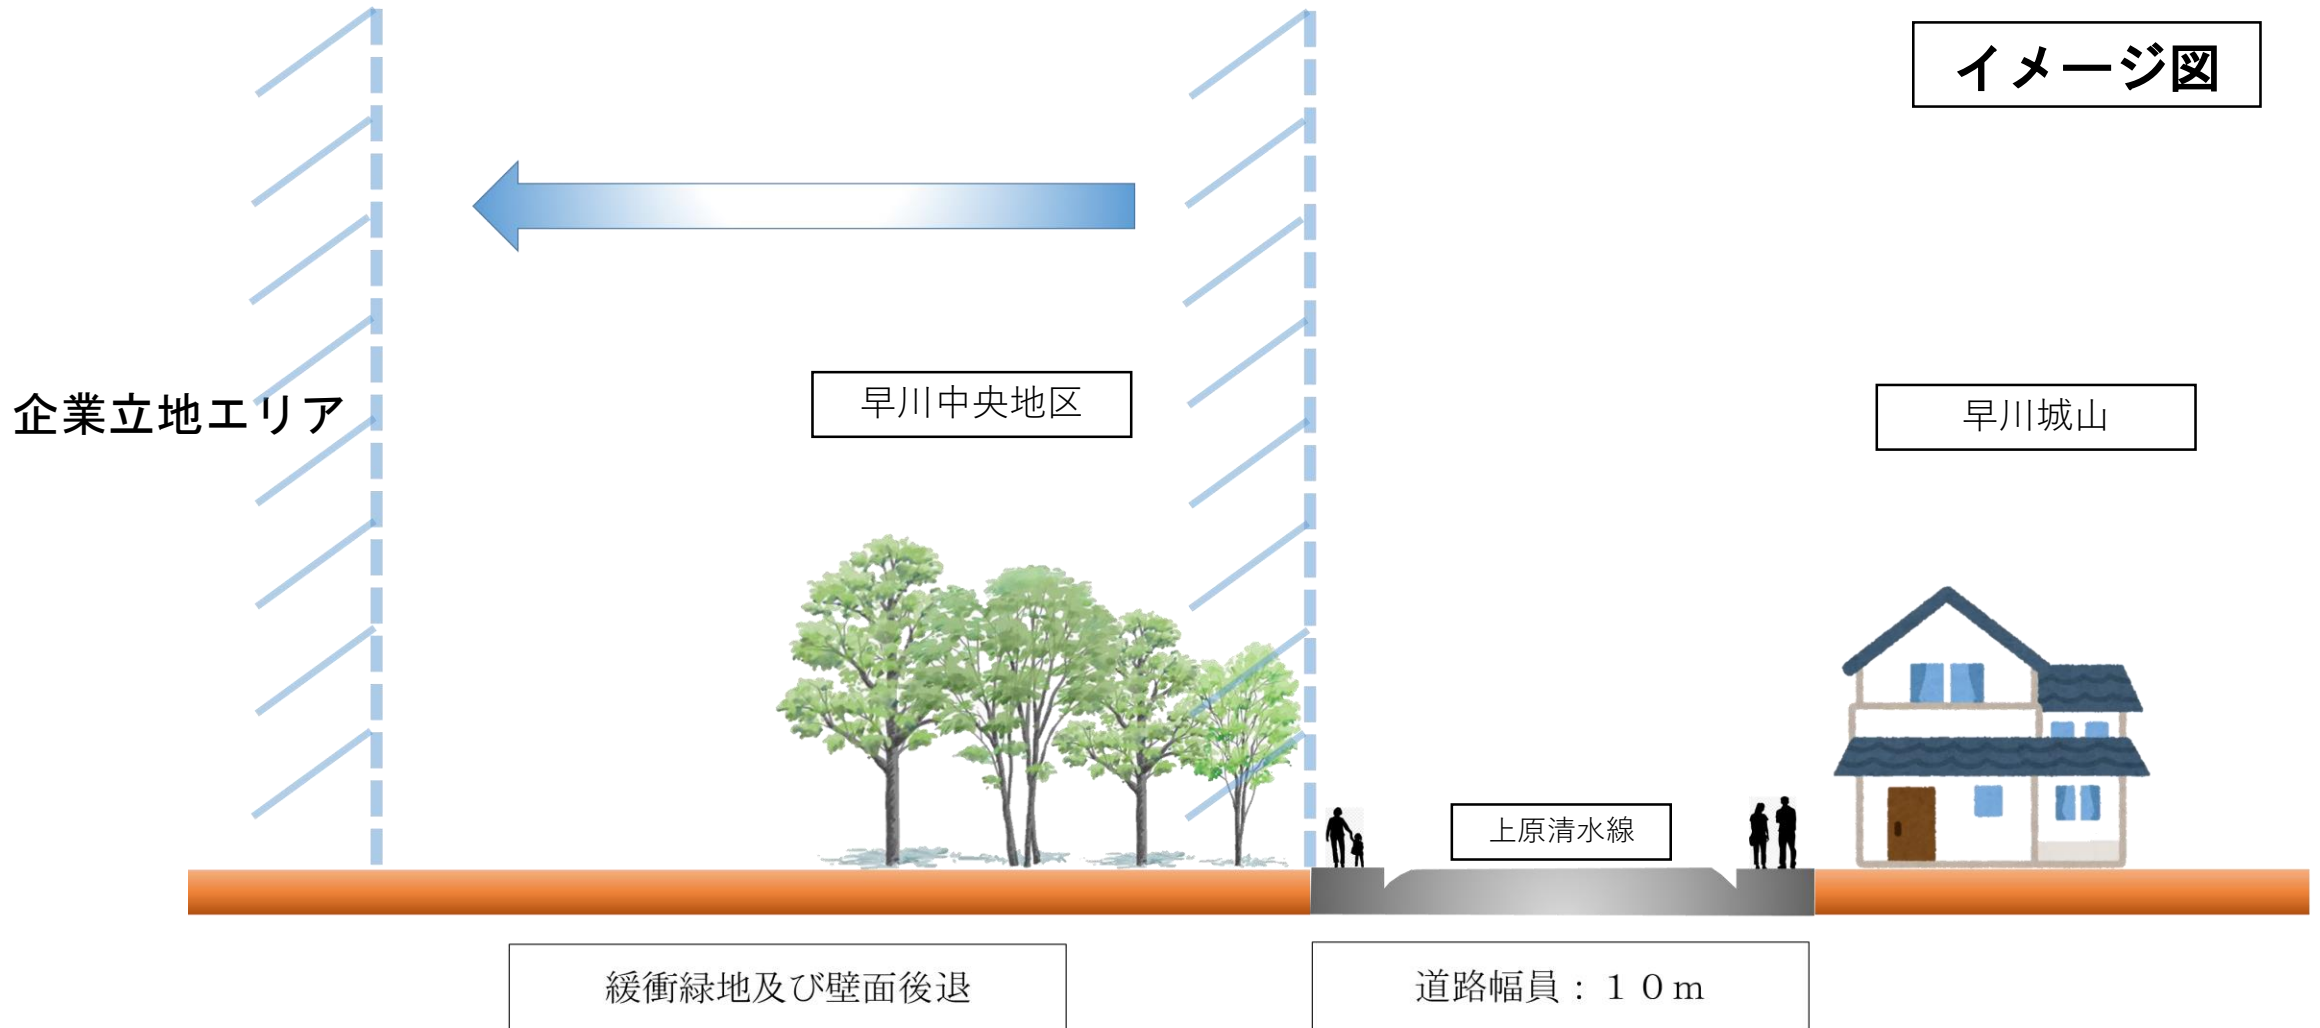 イメージ図
早川中央地区
早川城山
企業立地エリア
上原清水線
緩衝緑地及び壁面後退
道路幅員：１０ｍ